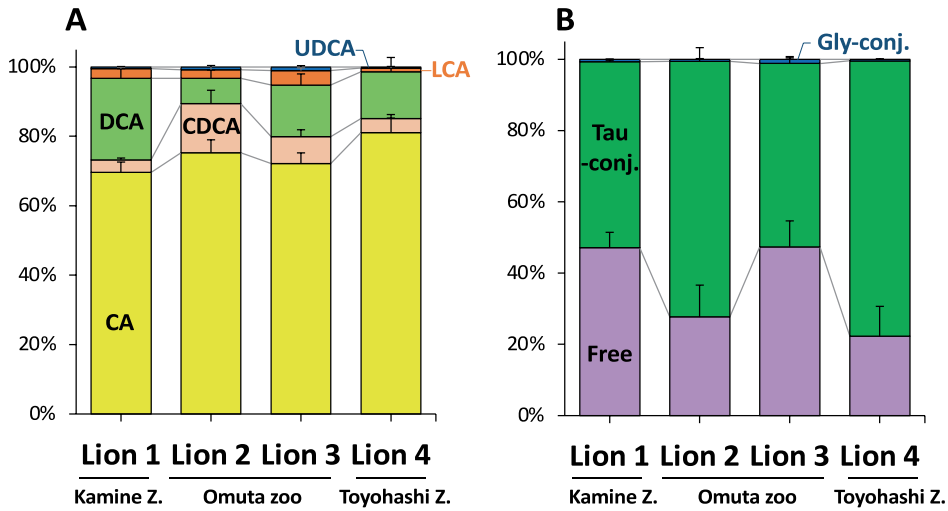 A
UDCA
100%
LCA
DCA
CDCA
80%
60%
40%
CA
20%
0%
Lion 1 Lion 2 Lion 3 Lion 4
Kamine Z. Omuta zoo Toyohashi Z.
B
Gly-conj.
100%
Tau
-conj.
80%
60%
40%
Free
20%
0%
Lion 1 Lion 2 Lion 3 Lion 4
Kamine Z. Omuta zoo Toyohashi Z.